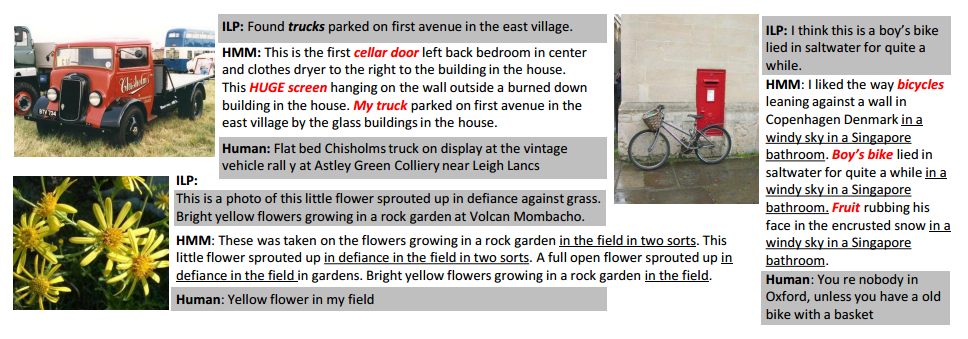 ILP: Found trucks parked on first avenue in the east village.
HMM: This is the first cellar door left back bedroom in center
and clothes dryer to the right to the building in the house.
This HUGE screen hanging on the wall outside a burned down
building in the house. My truck parked on first avenue in the
east village by the glass buildings in the house.
Human: Flat bed Chisholms truck on display at the vintage
vehicle rall y at Astley Green Colliery near Leigh Lancs
Chisholms
ILP:
This is a photo of this little flower sprouted up in defiance against grass.
Bright yellow flowers growing in a rock garden at Volcan Mombacho.
HMM: These was taken on the flowers growing in a rock garden in the field in two sorts. This
little flower sprouted up in defiance in the field in two sorts. A full open flower sprouted up in
defiance in the field in gardens. Bright yellow flowers growing in a rock garden in the field.
Human: Yellow flower in my field
ILP: I think this is a boy's bike
lied in saltwater for quite a
while.
HMM: I liked the way bicycles
leaning against a wall in
Copenhagen Denmark in a
windy sky in a Singapore
bathroom. Boy's bike lied in
saltwater for quite a while in a
windy sky in a Singapore
bathroom. Fruit rubbing his
face in the encrusted snow in a
windy sky in a Singapore
bathroom.
Human: You re nobody in
Oxford, unless you have a old
bike with a basket